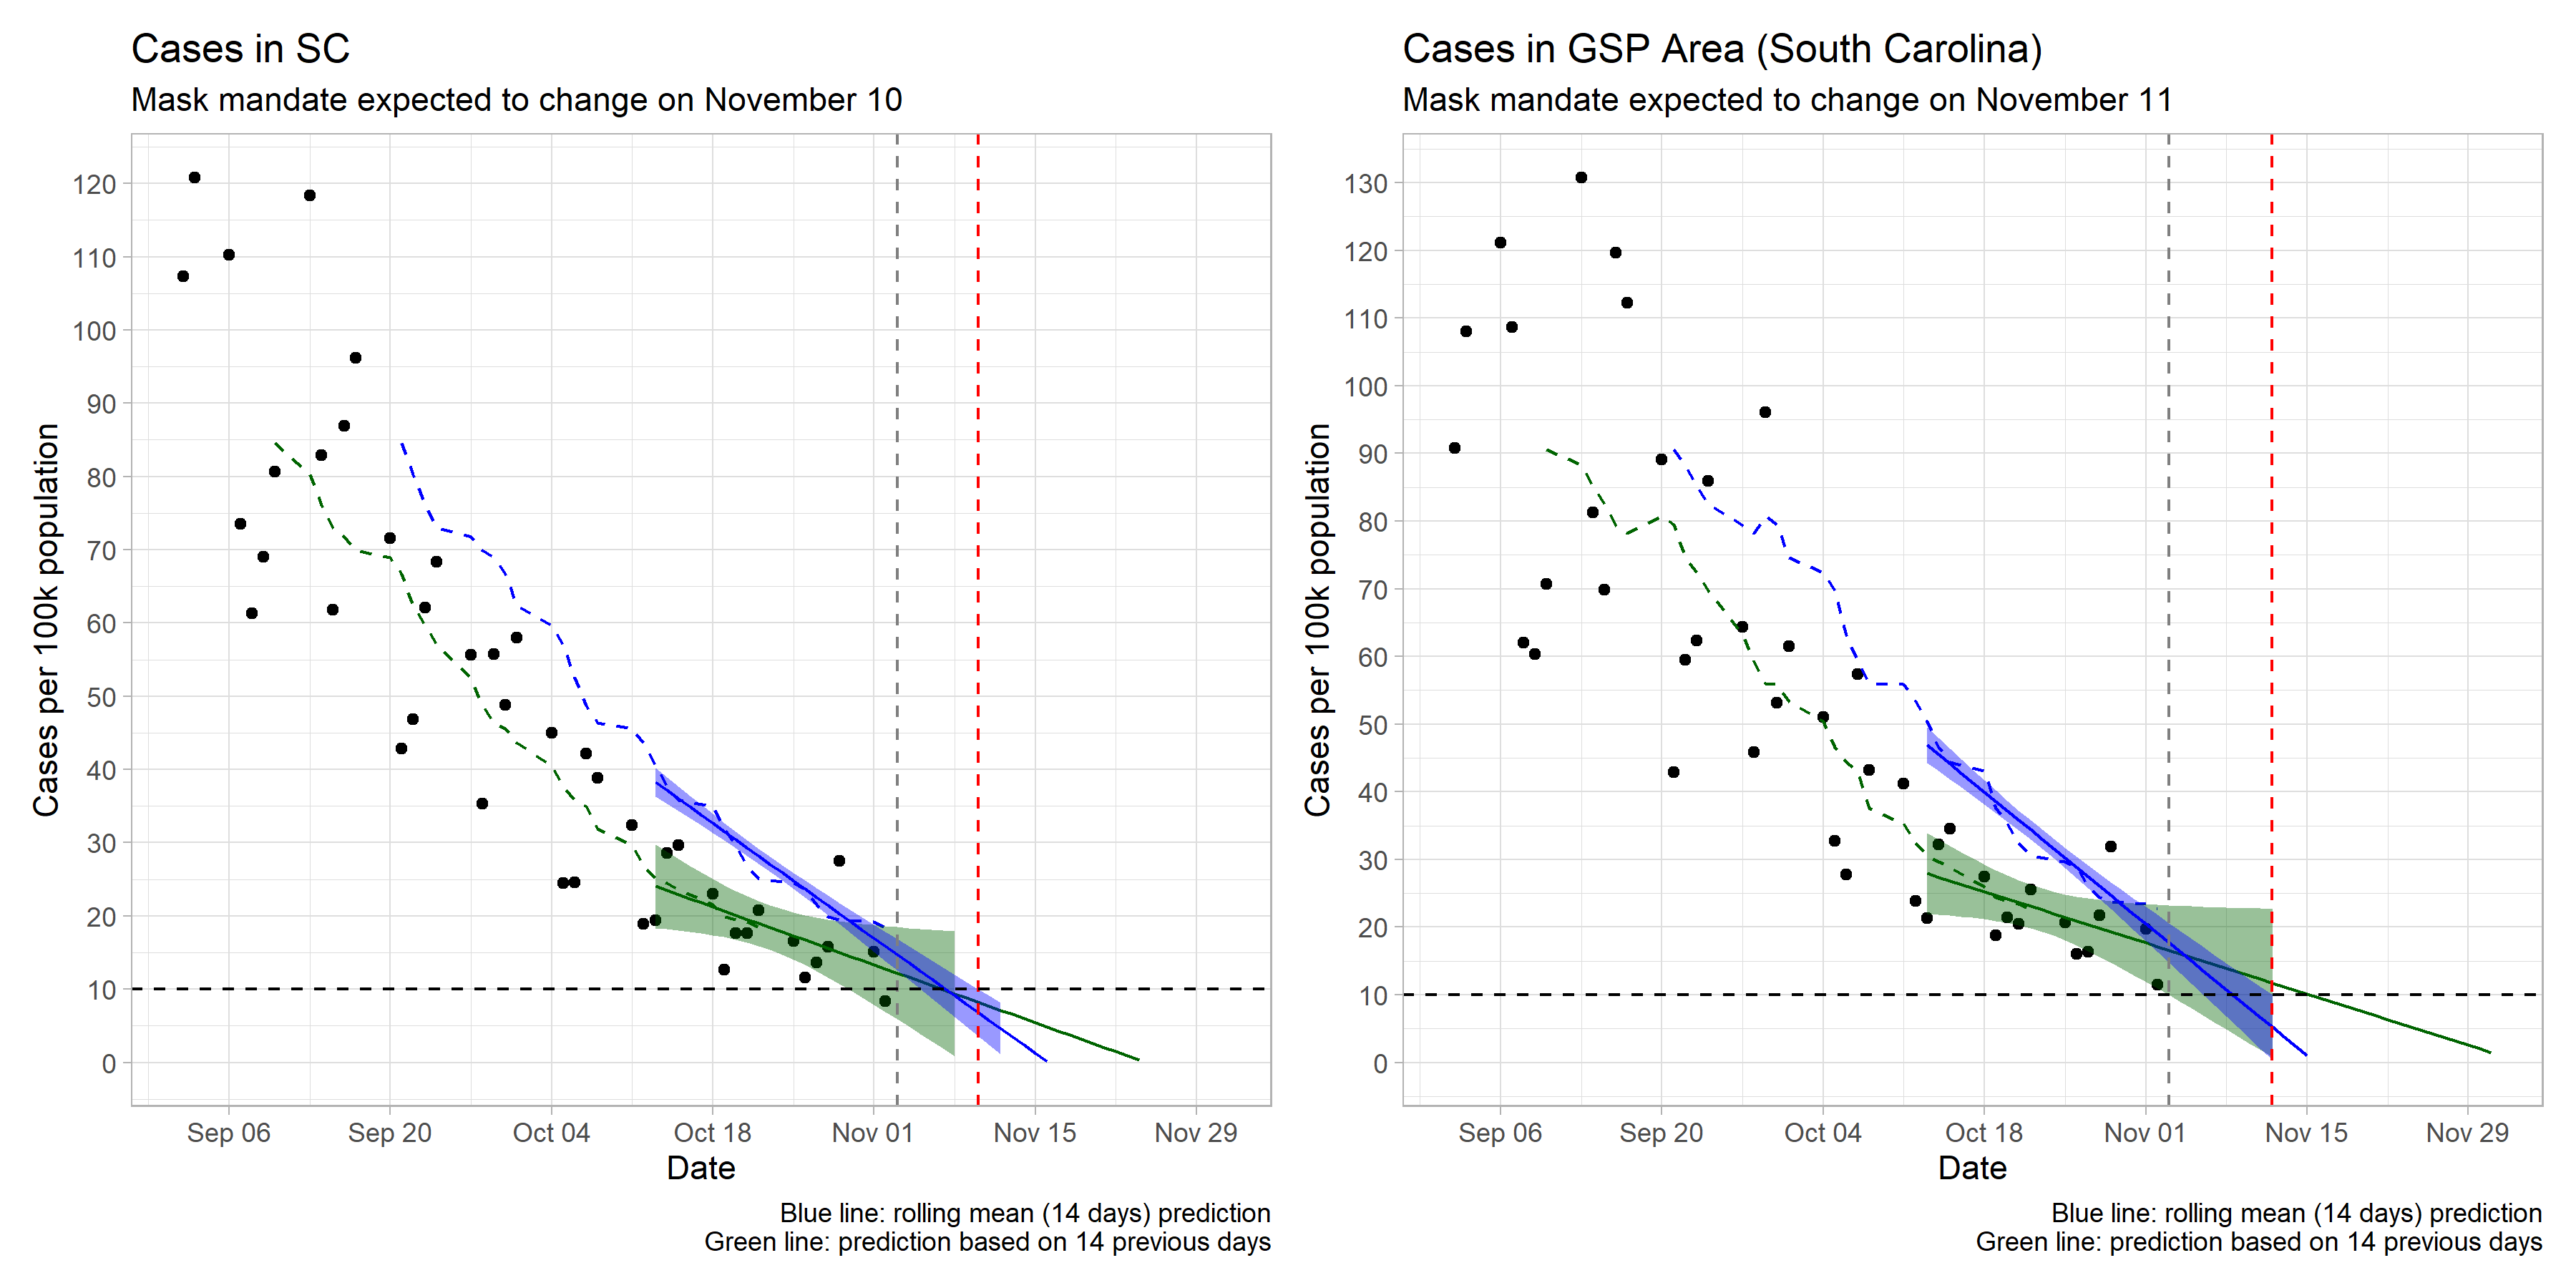 Cases in SC
Mask mandate expected to change on November 10
Cases per 100k population
120
110
100
90
80
70
60
50
40
30
20
10
0
Sep 06
Sep 20
Oct 04
Oct 18
Nov 01
Nov 15
Nov 29
Date
Blue line: rolling mean (14 days) prediction
Green line: prediction based on 14 previous days
Cases in GSP Area (South Carolina)
Mask mandate expected to change on November 11
Cases per 100k population
130
120
110
100
90
80
70
60
50
40
30
20
10
0
Sep 06
Sep 20
Oct 04
Oct 18
Nov 01
Nov 15
Nov 29
Date
Blue line: rolling mean (14 days) prediction
Green line: prediction based on 14 previous days